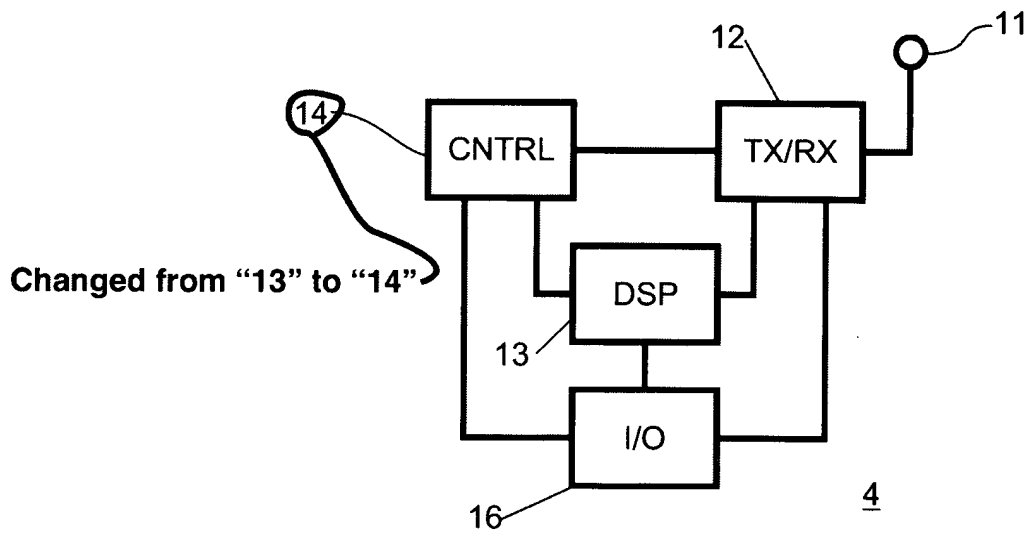 11
12
14
CNTRL
TX/RX
Changed from “13” to “14”
DSP
13
I/O
16
4